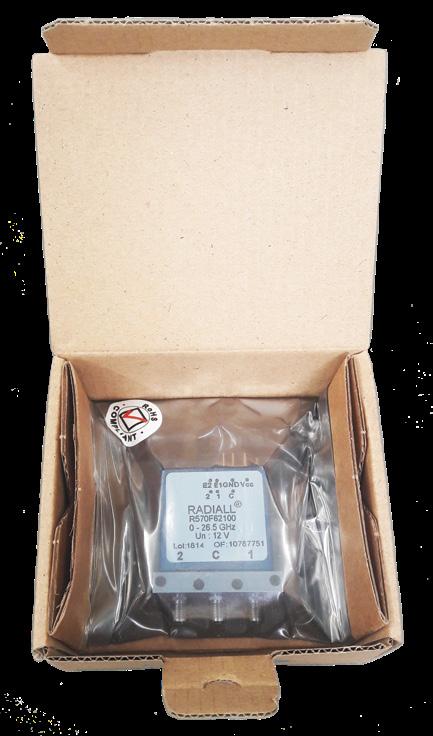 RoHS
COMPLIANT
E2 E1 GND Vcc
2 1 C
RADIALL®
R570F62100
0 - 26.5 GHz
Un : 12 V
Lot:1814 OF: 10767751
2 C 1